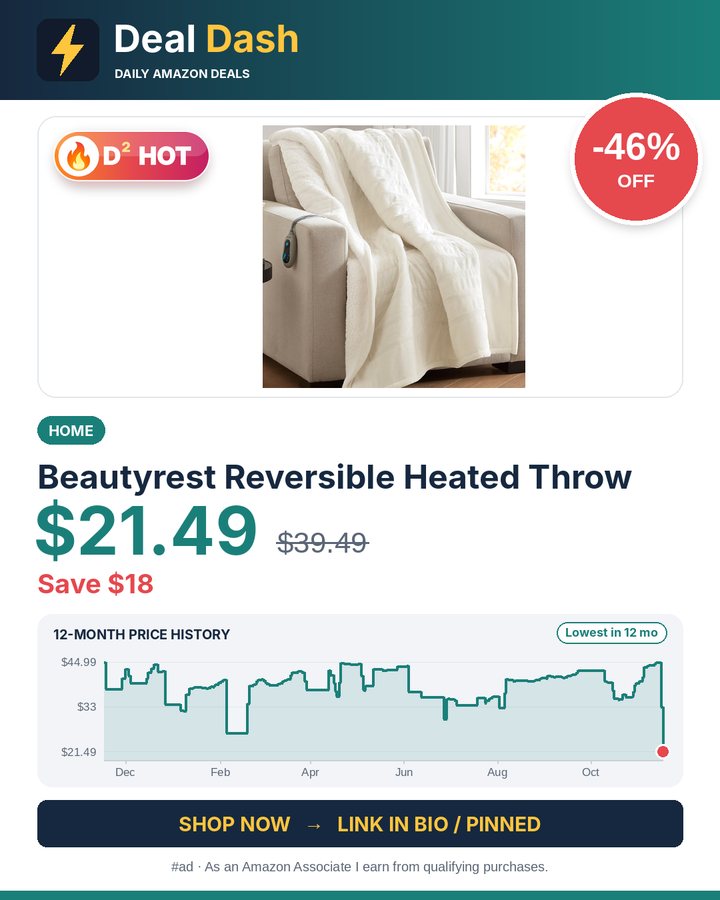 Deal Dash
DAILY AMAZON DEALS
D² HOT
-46%
OFF
HOME
Beautyrest Reversible Heated Throw
$21.49 $39.49
Save $18
12-MONTH PRICE HISTORY
Lowest in 12 mo
$44.99
$33
$21.49
Dec Feb Apr Jun Aug Oct
SHOP NOW → LINK IN BIO / PINNED
#ad · As an Amazon Associate I earn from qualifying purchases.